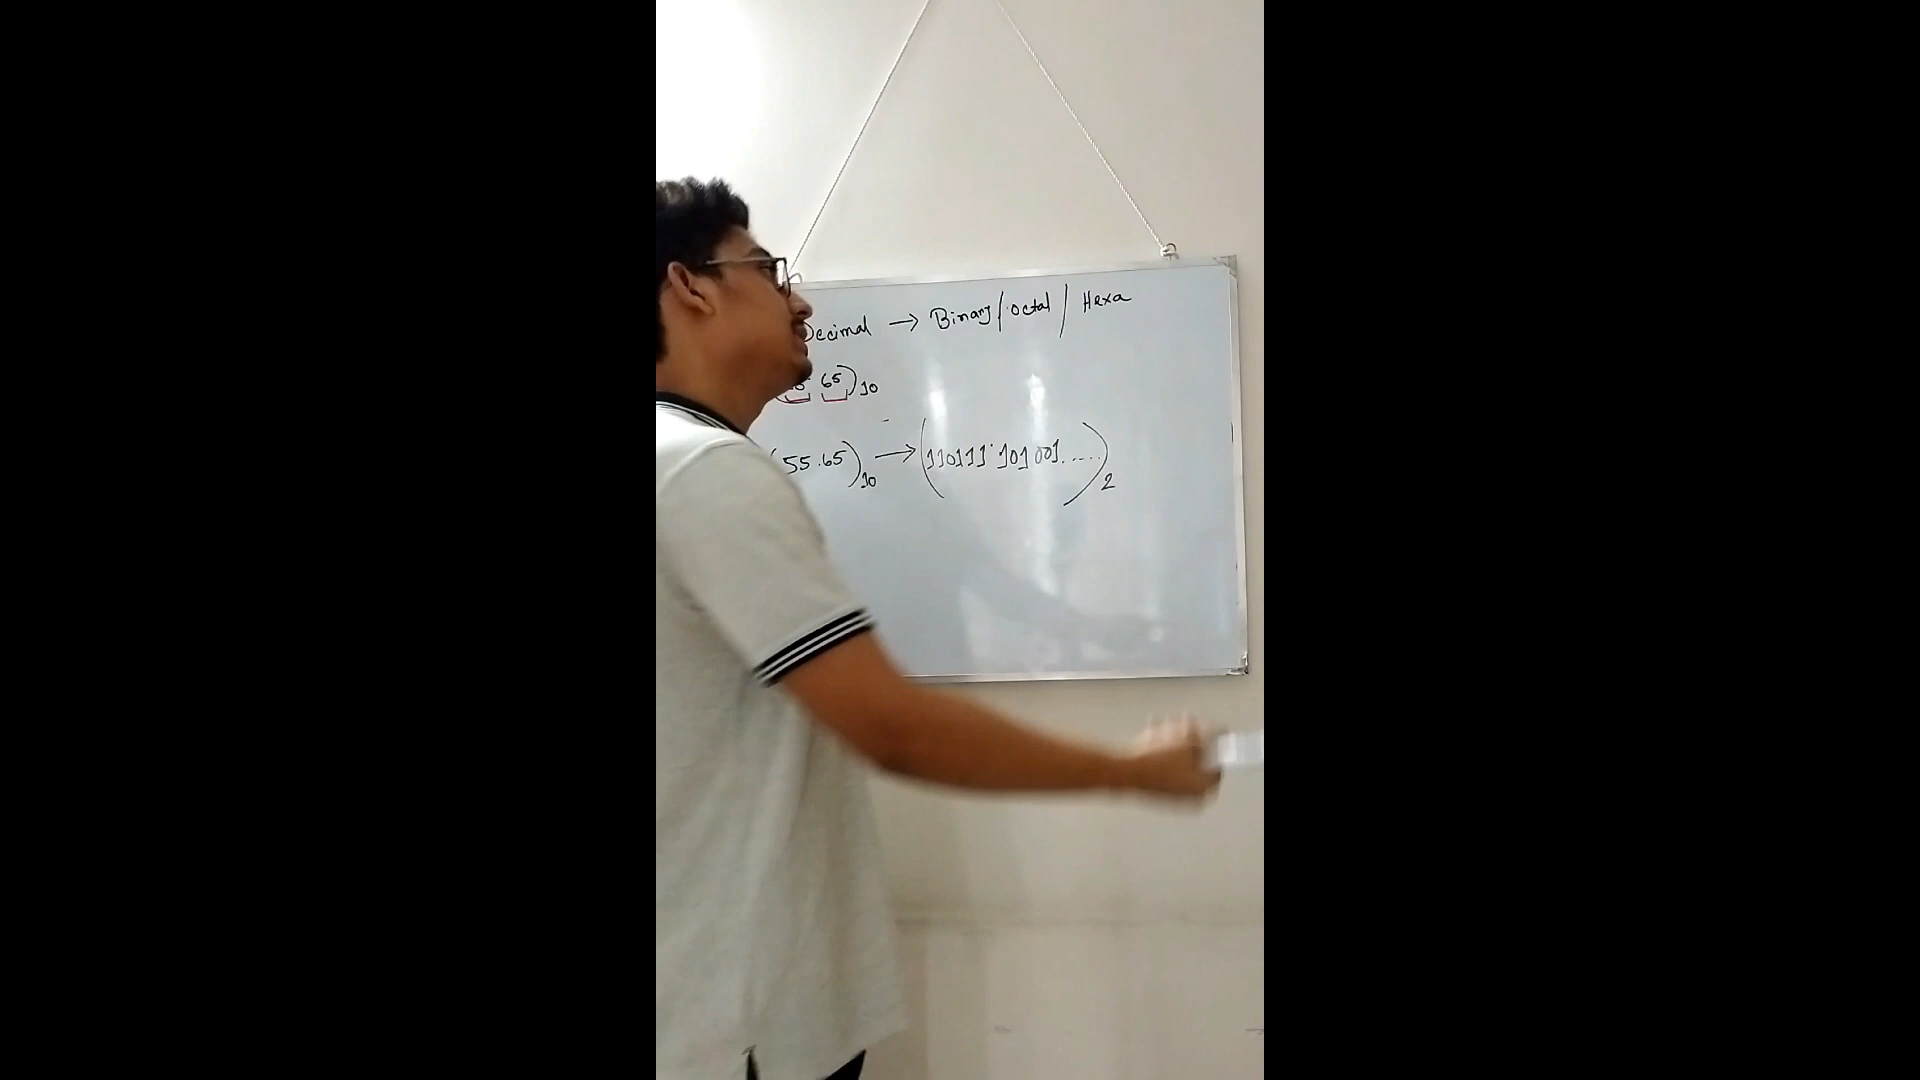 Decimal → Binary / octal / Hexa
65)10
(55.65)10 → (110111.101001.....)2